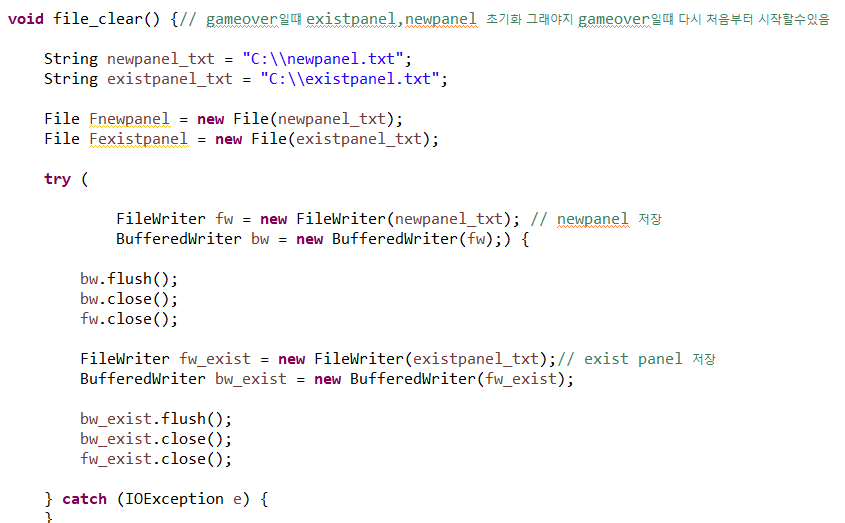 void file_clear() {// gameover일떄 existpanel,newpanel 초기화 그래야지 gameover일떄 다시 처음부터 시작할수있음
String newpanel_txt = "C:\\newpanel.txt";
String existpanel_txt = "C:\\existpanel.txt";
File Fnewpanel = new File(newpanel_txt);
File Fexistpanel = new File(existpanel_txt);
try (
FileWriter fw = new FileWriter(newpanel_txt); // newpanel 저장
BufferedWriter bw = new BufferedWriter(fw);) {
bw.flush();
bw.close();
fw.close();
FileWriter fw_exist = new FileWriter(existpanel_txt);// exist panel 저장
BufferedWriter bw_exist = new BufferedWriter(fw_exist);
bw_exist.flush();
bw_exist.close();
fw_exist.close();
} catch (IOException e) {
}